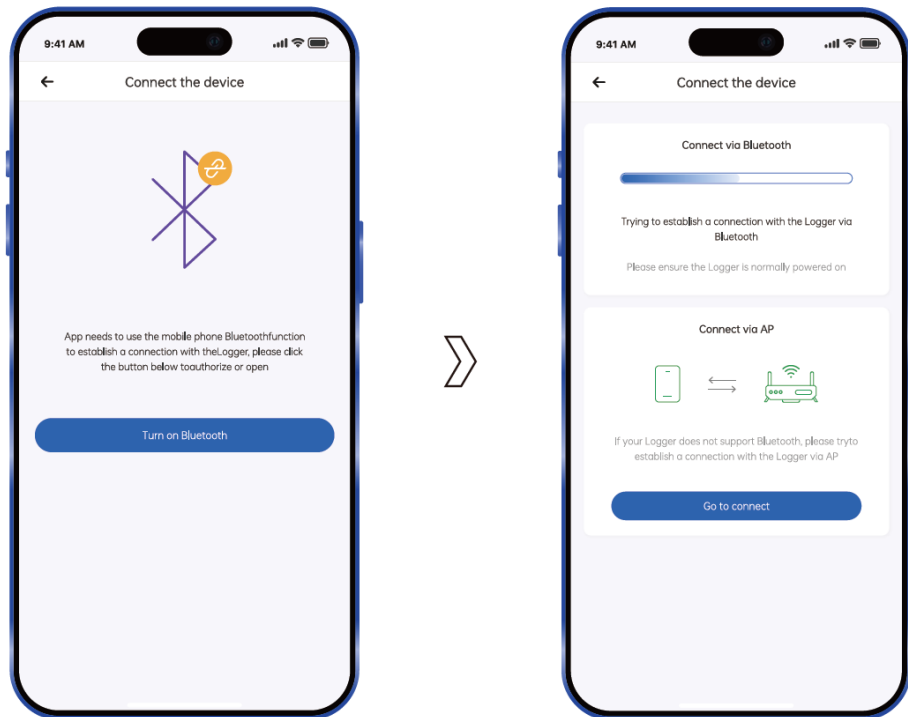 9:41 AM
Connect the device
App needs to use the mobile phone Bluetoothfunction
to establish a connection with theLogger, please click
the button below toauthorize or open
Turn on Bluetooth
9:41 AM
Connect the device
Connect via Bluetooth
Trying to establish a connection with the Logger via
Bluetooth
Please ensure the Logger is normally powered on
Connect via AP
If your Logger does not support Bluetooth, please tryto
establish a connection with the Logger via AP
Go to connect